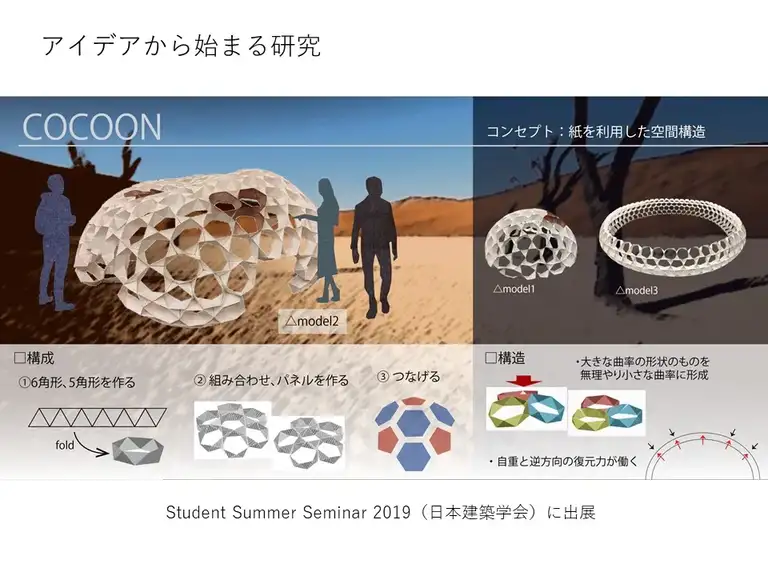 アイデアから始まる研究
COCOON
コンセプト：紙を利用した空間構造
△model1
△model3
△model2
□構成
①6角形、5角形を作る
② 組み合わせ、パネルを作る
③ つなげる
fold
□構造
・大きな曲率の形状のものを
無理やり小さな曲率に形成
・自重と逆方向の復元力が働く
Student Summer Seminar 2019（日本建築学会）に出展